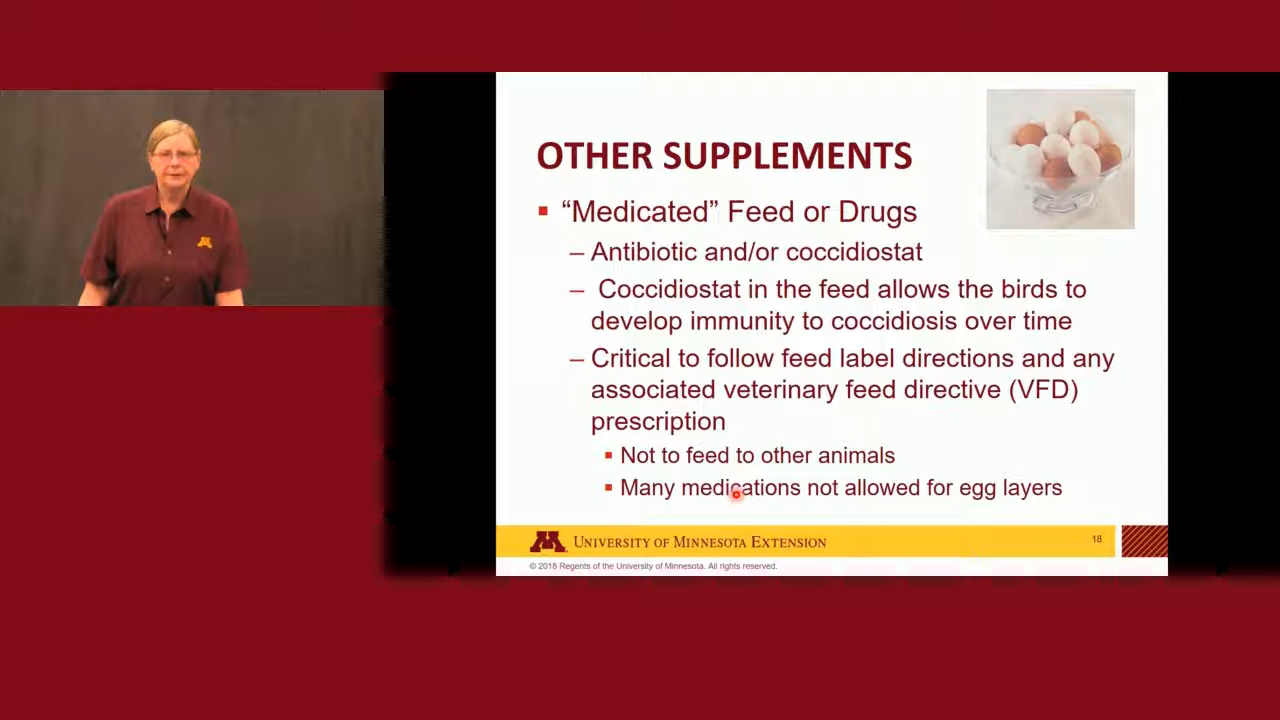 OTHER SUPPLEMENTS
▪ “Medicated” Feed or Drugs
– Antibiotic and/or coccidiostat
– Coccidiostat in the feed allows the birds to
develop immunity to coccidiosis over time
– Critical to follow feed label directions and any
associated veterinary feed directive (VFD)
prescription
▪ Not to feed to other animals
▪ Many medications not allowed for egg layers
M UNIVERSITY OF MINNESOTA EXTENSION
18
© 2018 Regents of the University of Minnesota. All rights reserved.
M